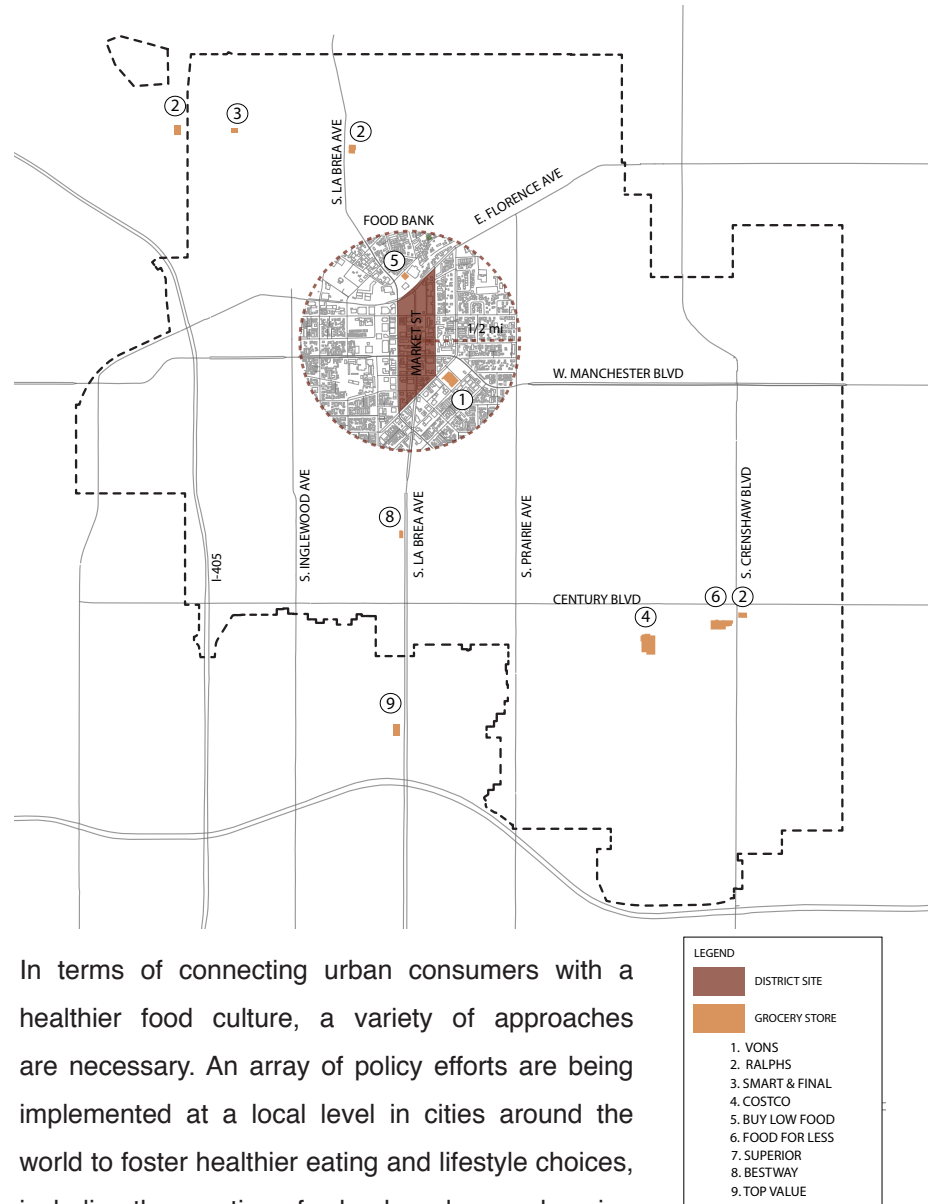 2
3
2
S. LA BREA AVE
E. FLORENCE AVE
FOOD BANK
5
MARKET ST
1/2 mi
1
W. MANCHESTER BLVD
8
I-405
S. INGLEWOOD AVE
S. LA BREA AVE
S. PRAIRIE AVE
S. CRENSHAW BLVD
CENTURY BLVD
4
6
2
9
In terms of connecting urban consumers with a
healthier food culture, a variety of approaches
are necessary. An array of policy efforts are being
implemented at a local level in cities around the
world to foster healthier eating and lifestyle choices,
LEGEND
DISTRICT SITE
GROCERY STORE
1. VONS
2. RALPHS
3. SMART & FINAL
4. COSTCO
5. BUY LOW FOOD
6. FOOD FOR LESS
7. SUPERIOR
8. BESTWAY
9. TOP VALUE